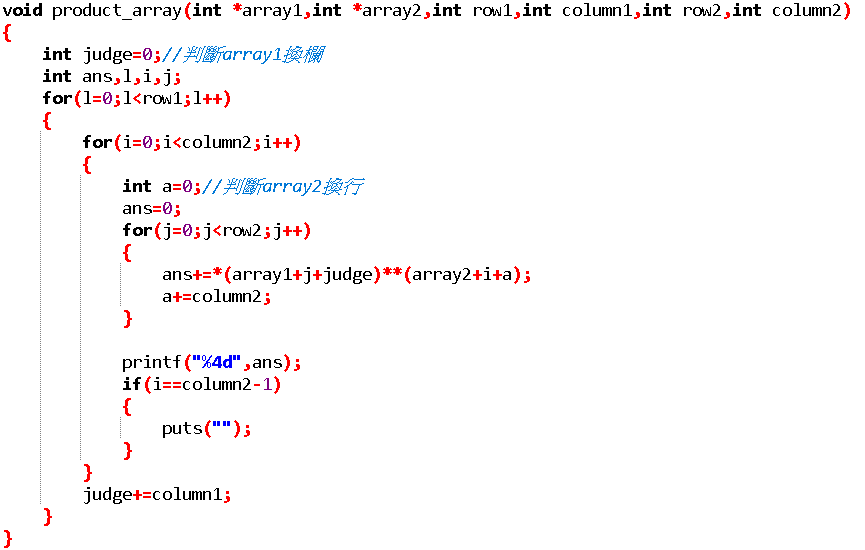 void product_array(int *array1,int *array2,int row1,int column1,int row2,int column2)
{
    int judge=0;//判斷array1換欄
    int ans,l,i,j;
    for(l=0;l<row1;l++)
    {
        for(i=0;i<column2;i++)
        {
            int a=0;//判斷array2換行
            ans=0;
            for(j=0;j<row2;j++)
            {
                ans+=*(array1+j+judge)**(array2+i+a);
                a+=column2;
            }

            printf("%4d",ans);
            if(i==column2-1)
            {
                puts("");
            }
        }
        judge+=column1;
    }
}